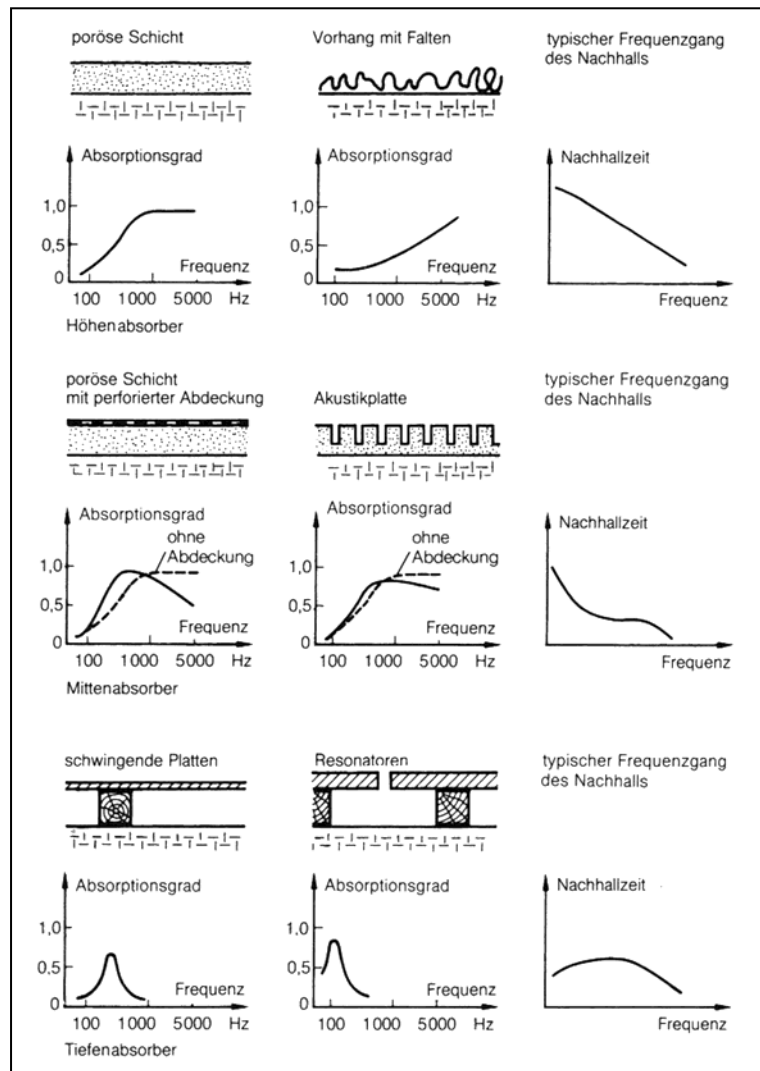 poröse Schicht
Vorhang mit Falten
typischer Frequenzgang
des Nachhalls
Absorptionsgrad
1,0
0,5
0
Frequenz
100 1000 5000 Hz
Höhenabsorber
Absorptionsgrad
1,0
0,5
0
Frequenz
100 1000 5000 Hz
Nachhallzeit
Frequenz
poröse Schicht
mit perforierter Abdeckung
Akustikplatte
typischer Frequenzgang
des Nachhalls
Absorptionsgrad
ohne
Abdeckung
1,0
0,5
0
Frequenz
100 1000 5000 Hz
Mittenabsorber
Absorptionsgrad
ohne
Abdeckung
1,0
0,5
0
Frequenz
100 1000 5000 Hz
Nachhallzeit
Frequenz
schwingende Platten
Resonatoren
typischer Frequenzgang
des Nachhalls
Absorptionsgrad
1,0
0,5
0
Frequenz
100 1000 5000 Hz
Tiefenabsorber
Absorptionsgrad
1,0
0,5
0
Frequenz
100 1000 5000 Hz
Nachhallzeit
Frequenz